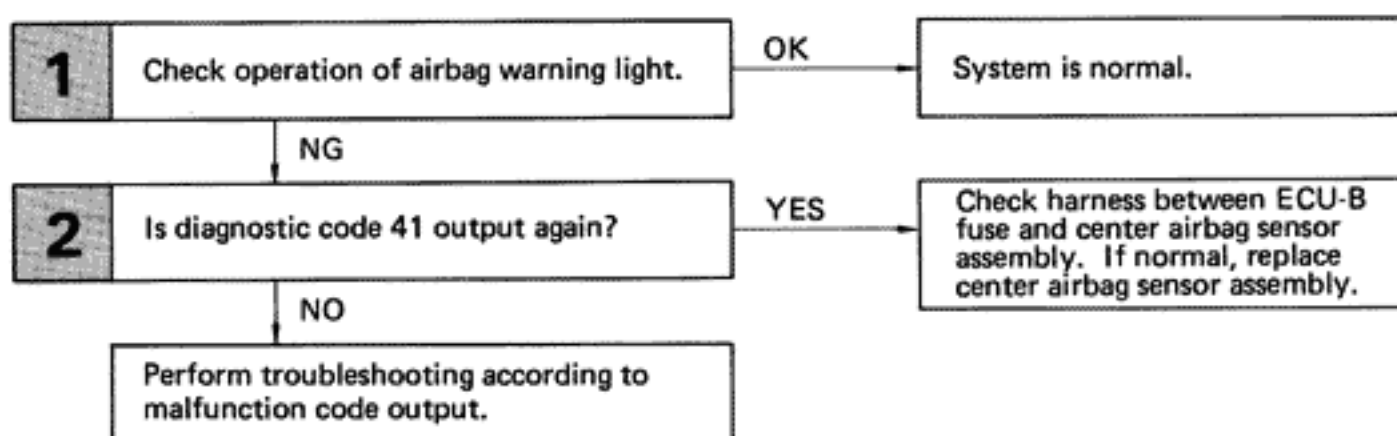 1
Check operation of airbag warning light.
OK
System is normal.
NG
2
Is diagnostic code 41 output again?
YES
Check harness between ECU-B
fuse and center airbag sensor
assembly. If normal, replace
center airbag sensor assembly.
NO
Perform troubleshooting according to
malfunction code output.